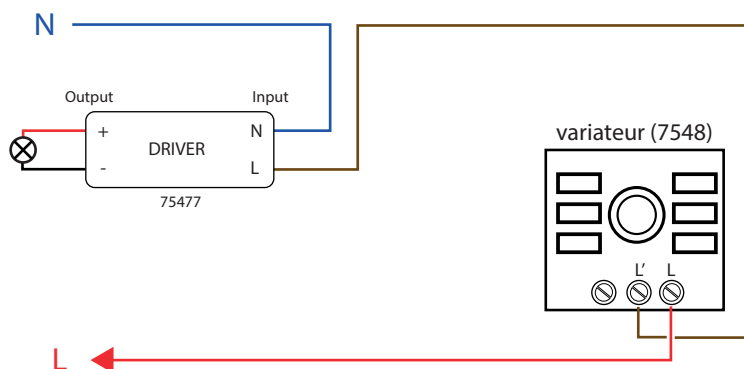 N
Output
Input
+
N
DRIVER
-
L
75477
variateur (7548)
L' L
L